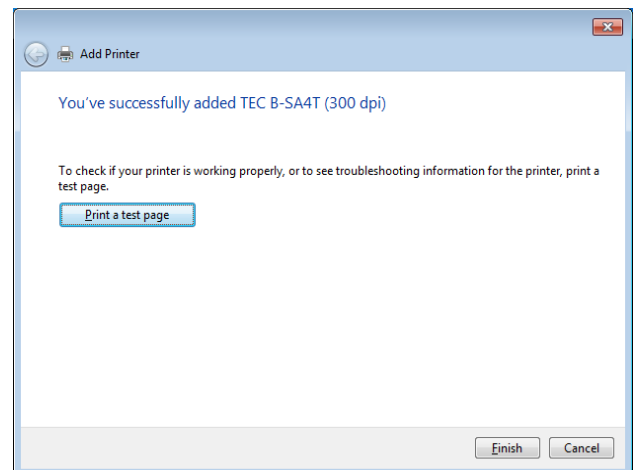 Add Printer
You've successfully added TEC B-SA4T (300 dpi)
To check if your printer is working properly, or to see troubleshooting information for the printer, print a
test page.
Print a test page
Finish Cancel